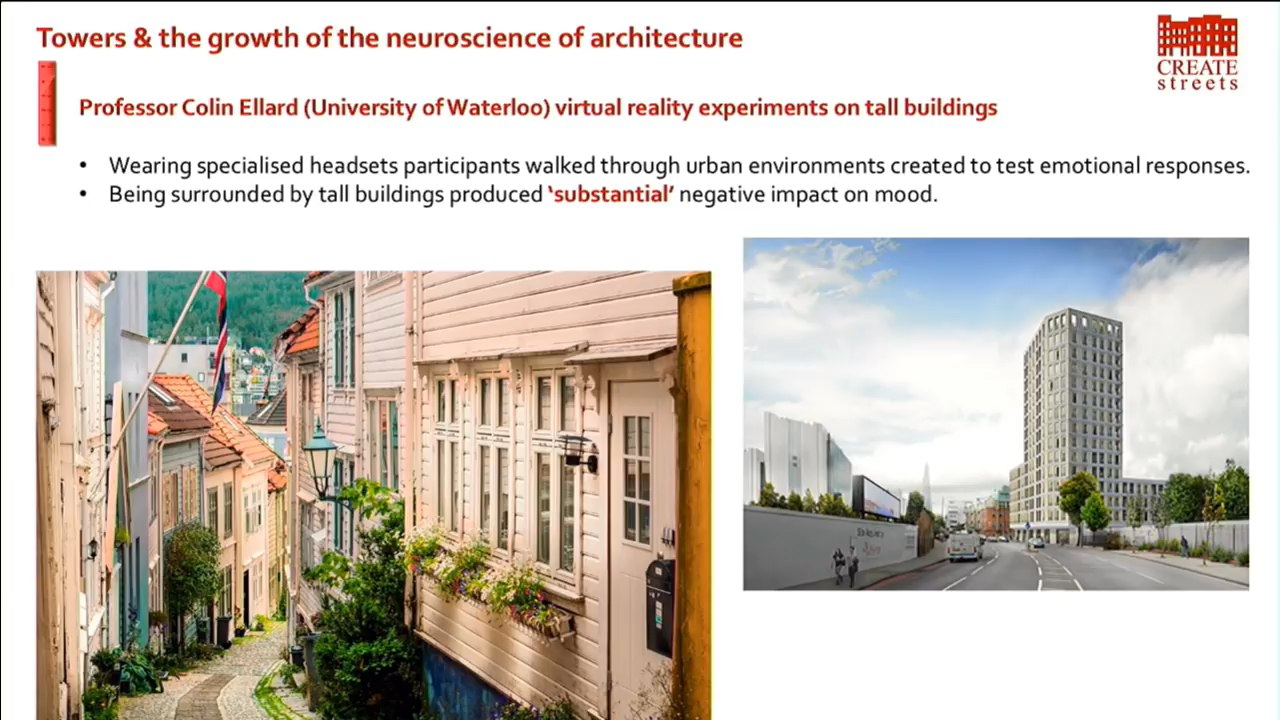 Towers & the growth of the neuroscience of architecture
CREATE
streets
Professor Colin Ellard (University of Waterloo) virtual reality experiments on tall buildings
• Wearing specialised headsets participants walked through urban environments created to test emotional responses.
• Being surrounded by tall buildings produced ‘substantial’ negative impact on mood.